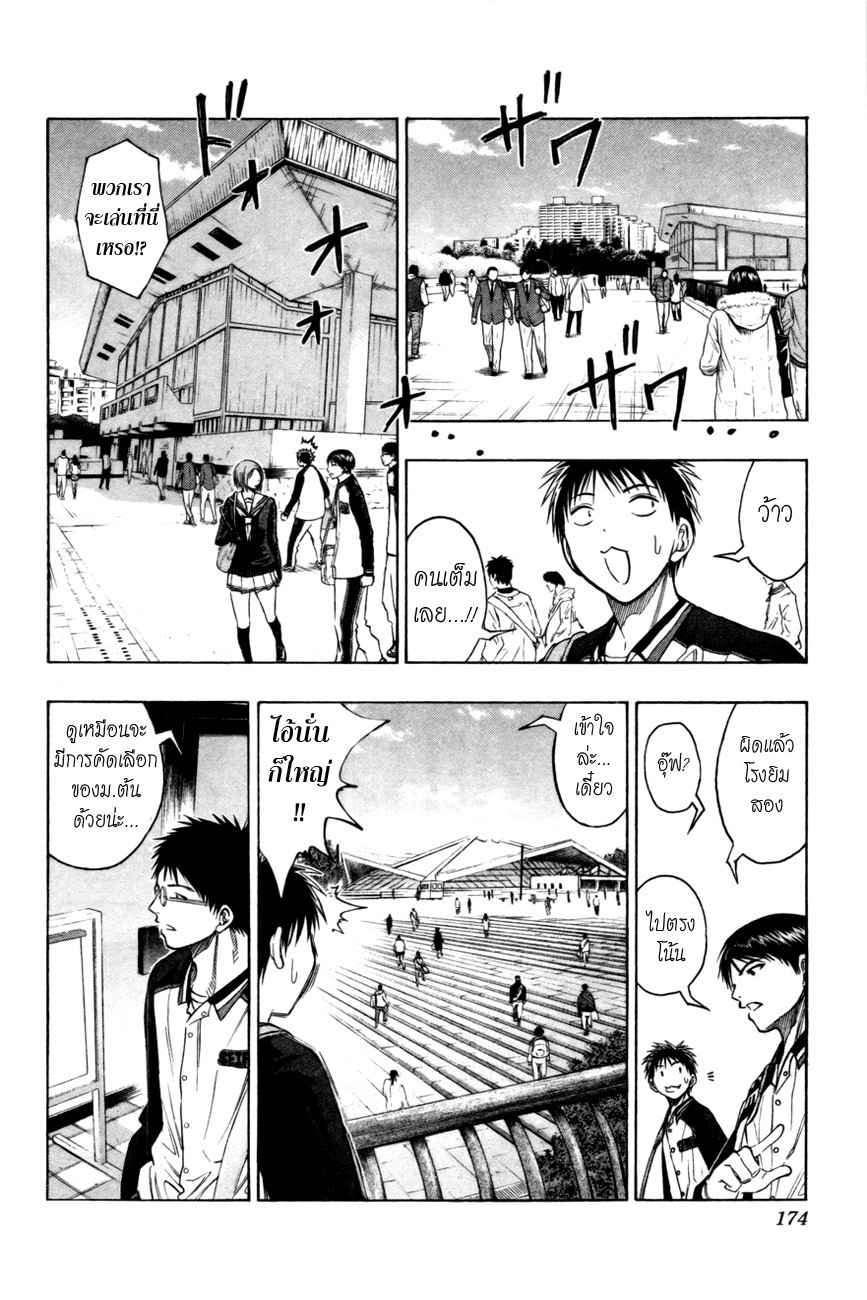 ザワ
ザワ
ว้าว
คนเต็ม
เลย...!!
ドォォォ
พวกเรา
จะเล่นที่นี่
เหรอ!?
ผิดแล้ว
โรงยิม
สอง
อุ๊ฟ?
ไปตรง
โน้น
เข้าใจ
ล่ะ...
เดี๋ยว
ไอ้นั่น
ก็ใหญ่
!!
ดูเหมือนจะ
มีการคัดเลือก
ของม.ต้น
ด้วยน่ะ...
174